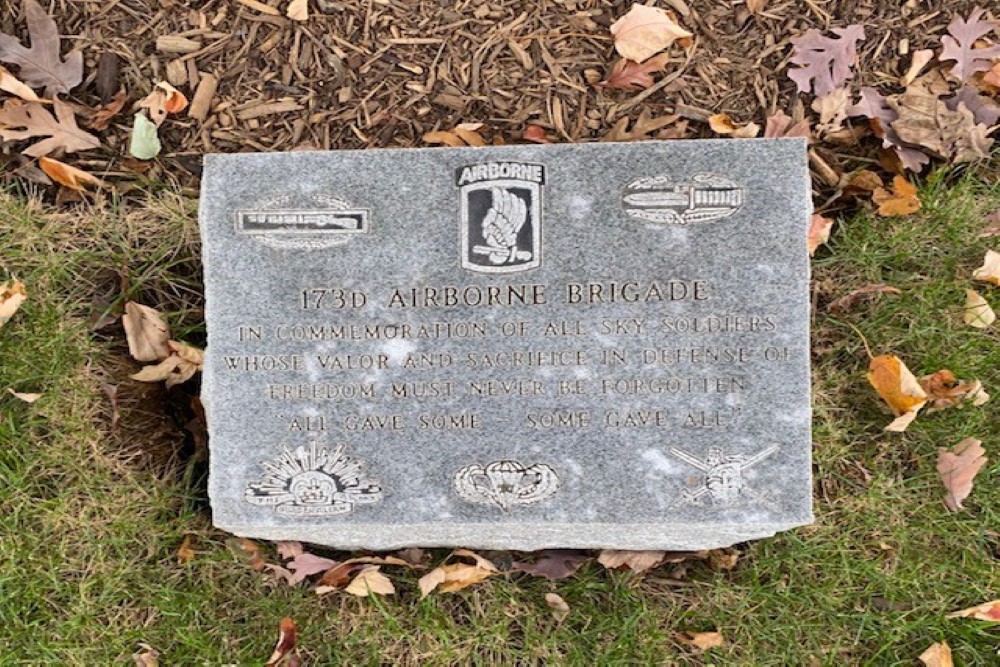 AIRBORNE
173D AIRBORNE BRIGADE
IN COMMEMORATION OF ALL SKY SOLDIERS
WHOSE VALOR AND SACRIFICE IN DEFENSE OF
FREEDOM MUST NEVER BE FORGOTTEN
"ALL GAVE SOME SOME GAVE ALL"